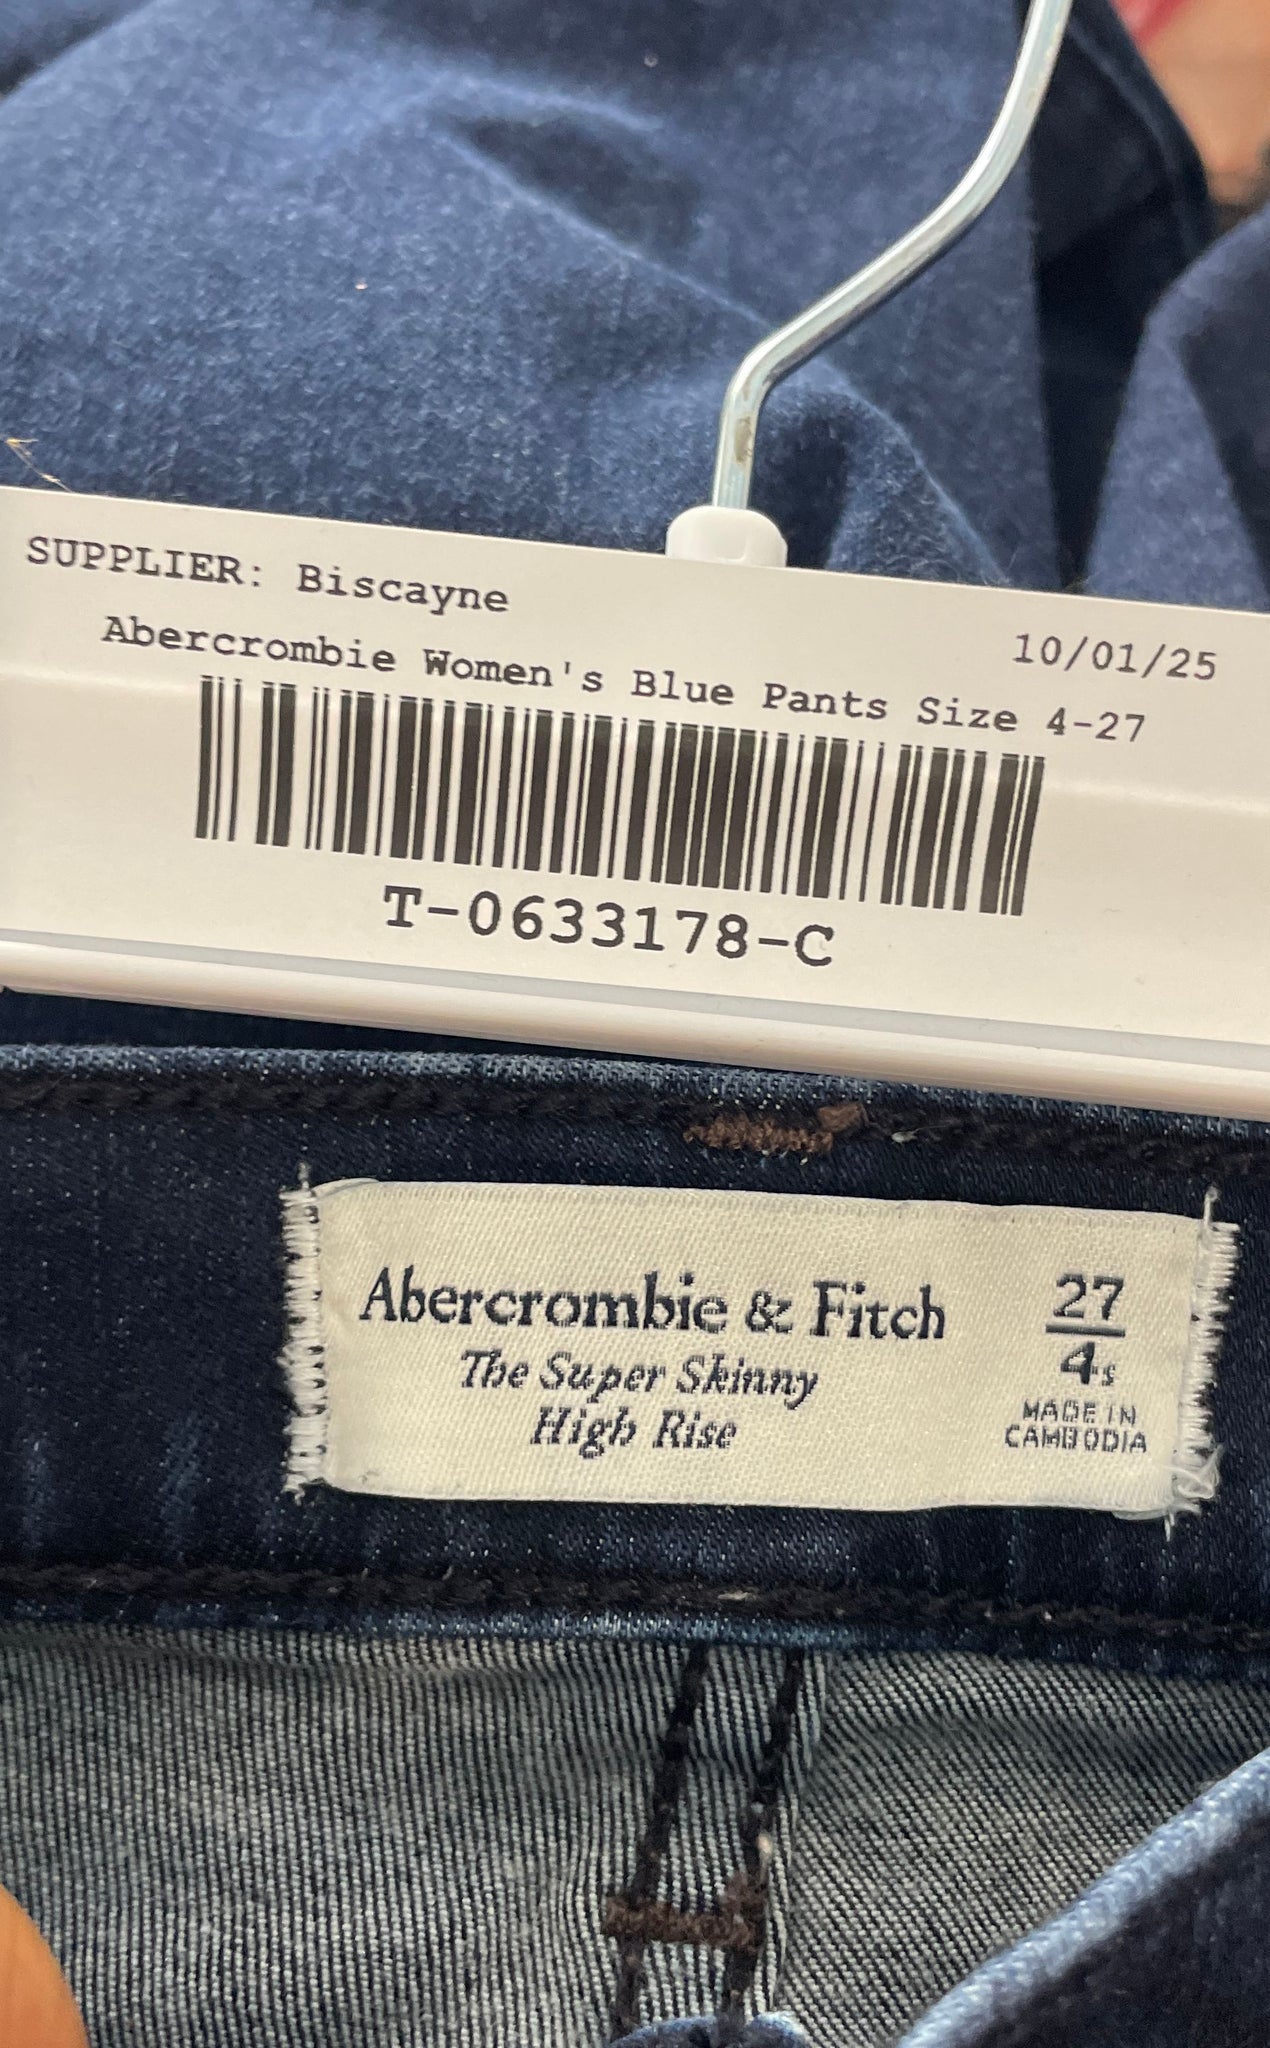 SUPPLIER: Biscayne
10/01/25
Abercrombie Women's Blue Pants Size 4-27
T-0633178-C
Abercrombie & Fitch
The Super Skinny
High Rise
27
4s
MADE IN
CAMBODIA